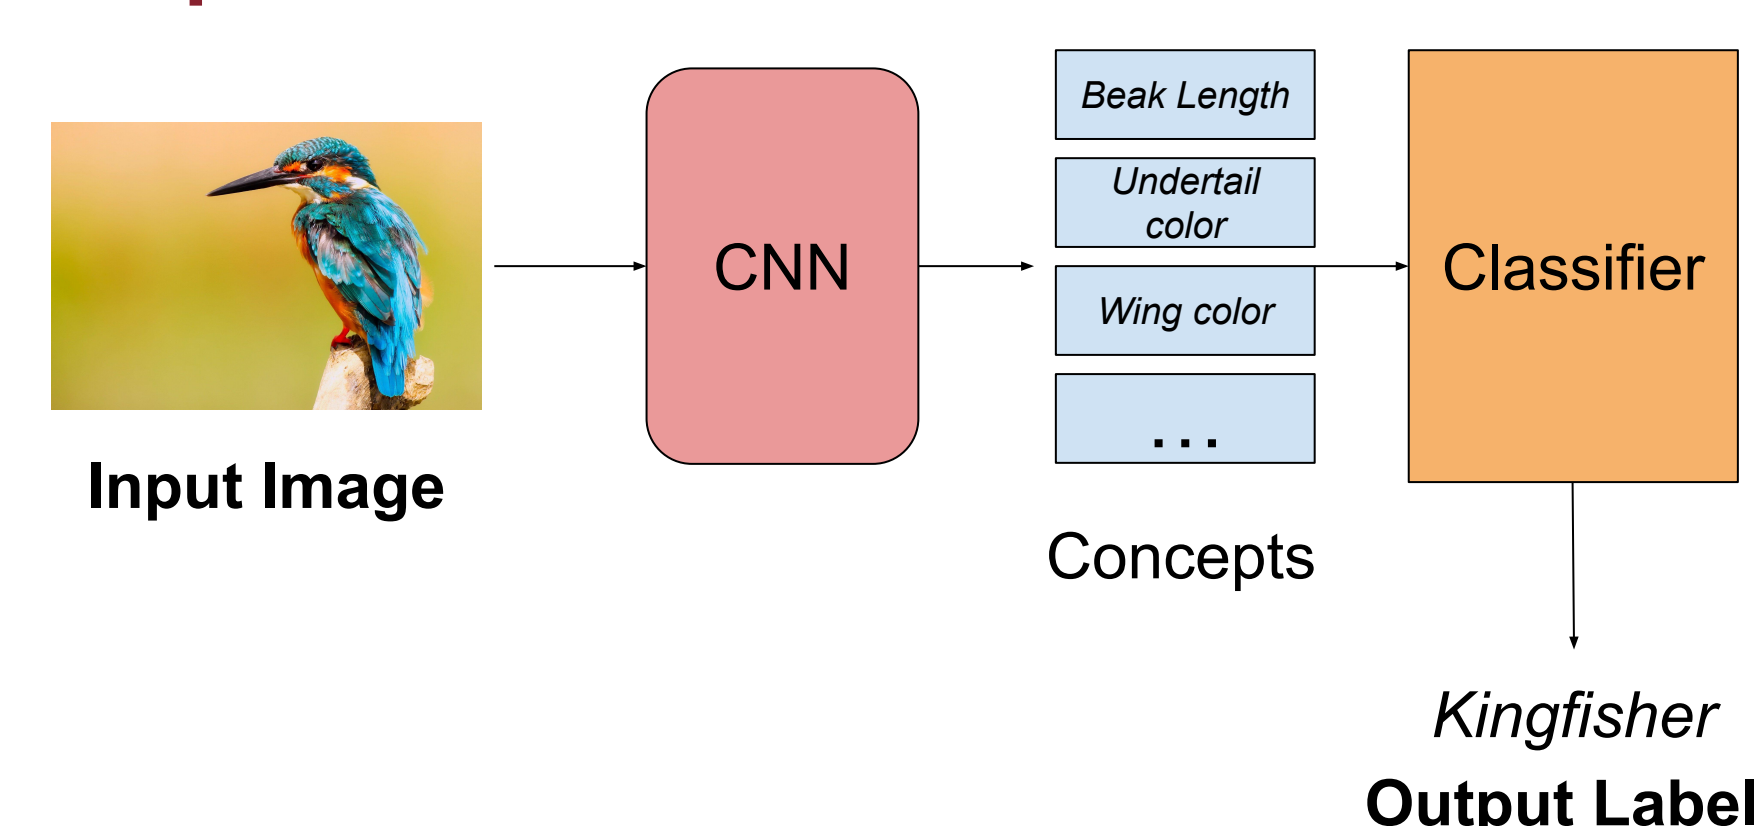 Input Image
CNN
Beak Length
Undertail
color
Wing color
...
Concepts
Classifier
Kingfisher
Output Label